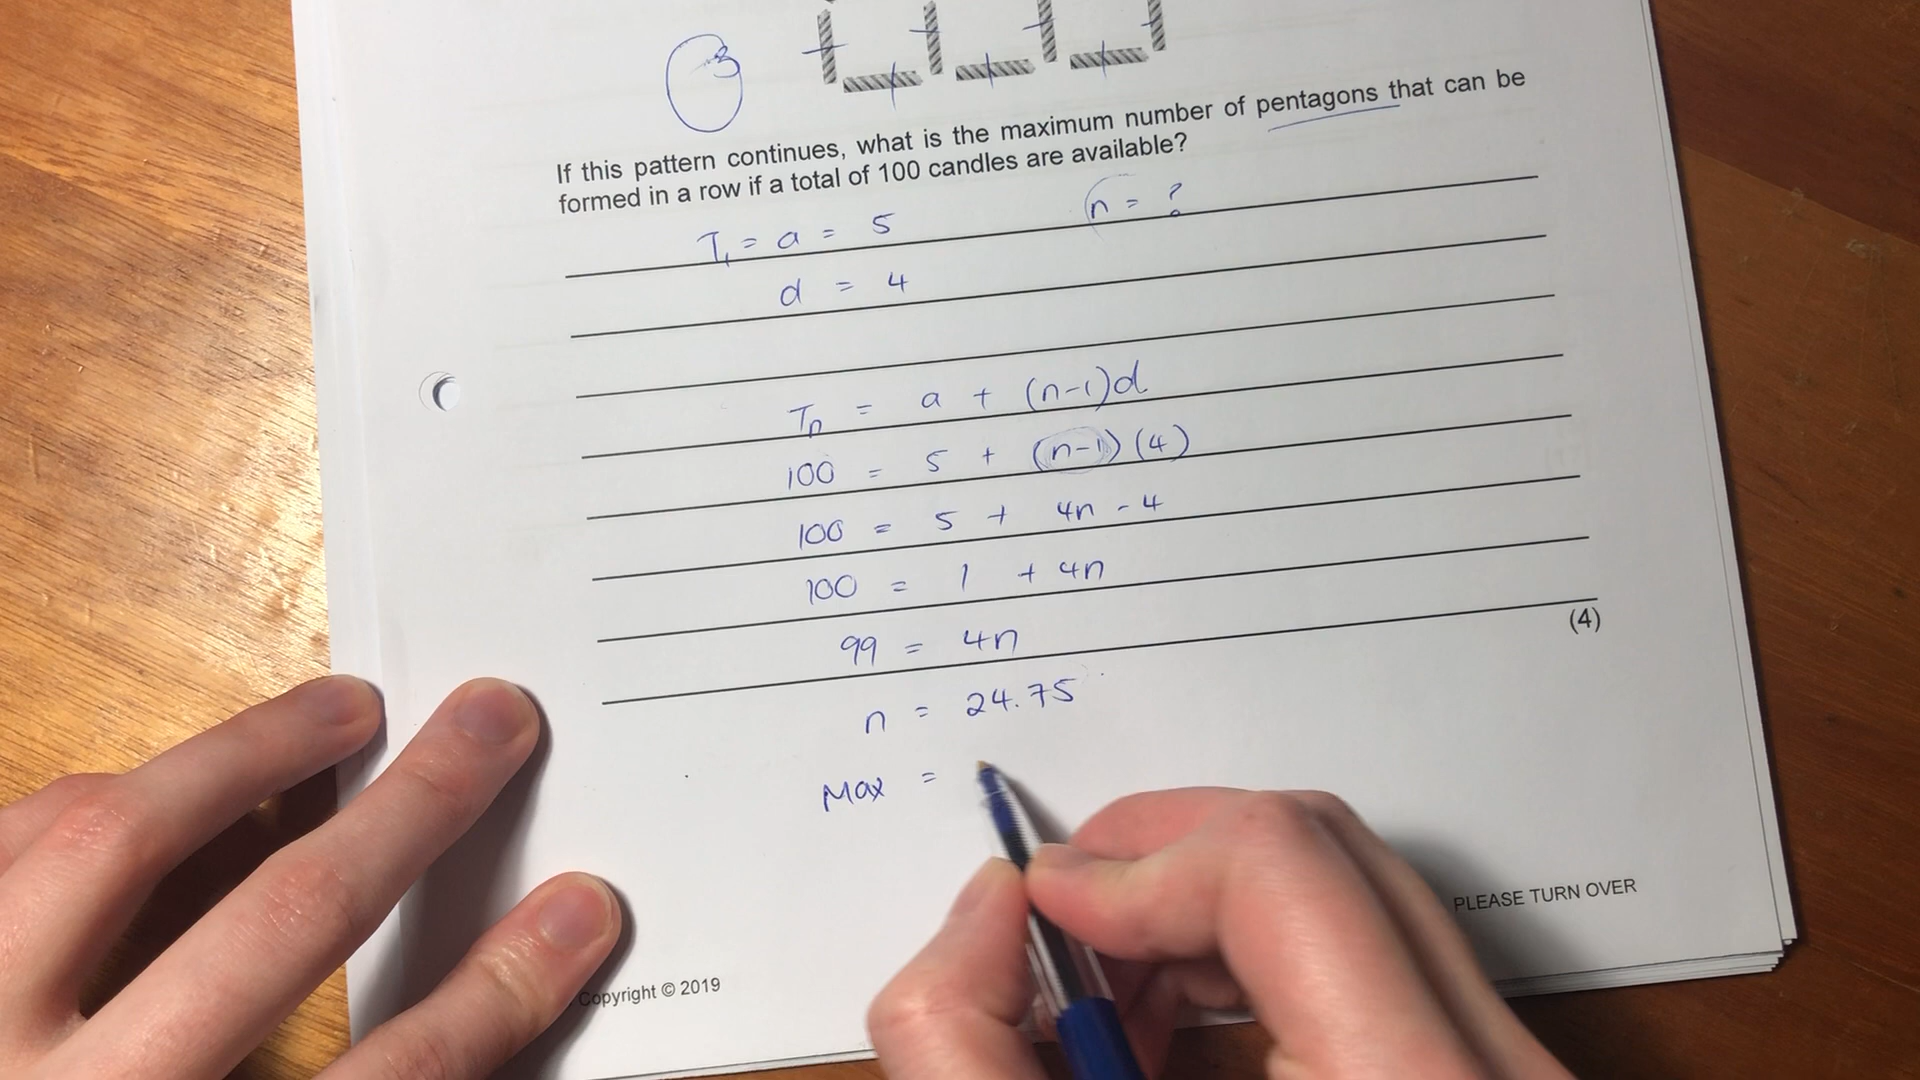 3
If this pattern continues, what is the maximum number of pentagons that can be
formed in a row if a total of 100 candles are available?
T1 = a = 5 n = ?
d = 4
Tn = a + (n-1)d
100 = 5 + (n-1)(4)
100 = 5 + 4n - 4
100 = 1 + 4n
99 = 4n
(4)
n = 24.75
Max =
PLEASE TURN OVER
Copyright © 2019